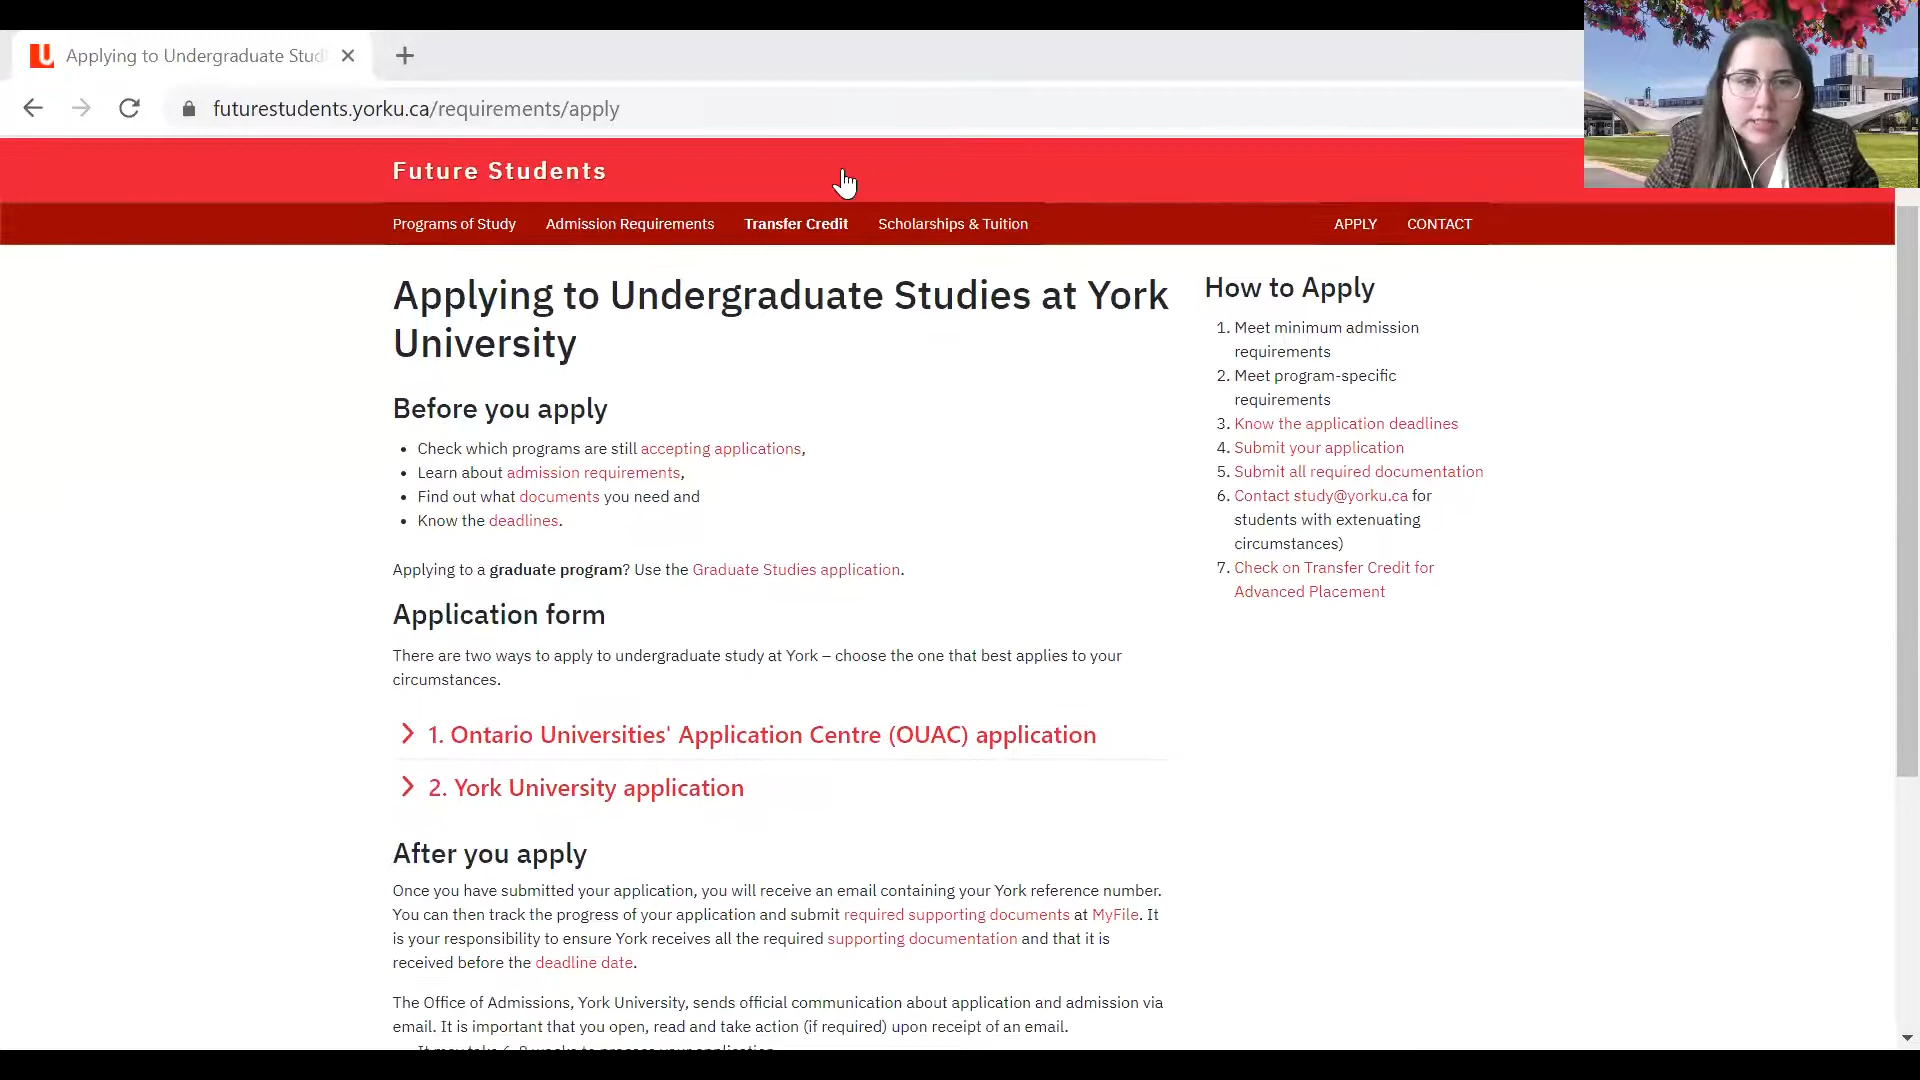 Applying to Undergraduate Stud
futurestudents.yorku.ca/requirements/apply
Future Students
Programs of Study Admission Requirements Transfer Credit Scholarships & Tuition APPLY CONTACT
Applying to Undergraduate Studies at York
University
Before you apply
• Check which programs are still accepting applications,
• Learn about admission requirements,
• Find out what documents you need and
• Know the deadlines.
Applying to a graduate program? Use the Graduate Studies application.
Application form
There are two ways to apply to undergraduate study at York – choose the one that best applies to your
circumstances.
1. Ontario Universities' Application Centre (OUAC) application
2. York University application
After you apply
Once you have submitted your application, you will receive an email containing your York reference number.
You can then track the progress of your application and submit required supporting documents at MyFile. It
is your responsibility to ensure York receives all the required supporting documentation and that it is
received before the deadline date.
The Office of Admissions, York University, sends official communication about application and admission via
email. It is important that you open, read and take action (if required) upon receipt of an email.
It may take 6-8 weeks to process your application
How to Apply
1. Meet minimum admission
requirements
2. Meet program-specific
requirements
3. Know the application deadlines
4. Submit your application
5. Submit all required documentation
6. Contact study@yorku.ca for
students with extenuating
circumstances)
7. Check on Transfer Credit for
Advanced Placement